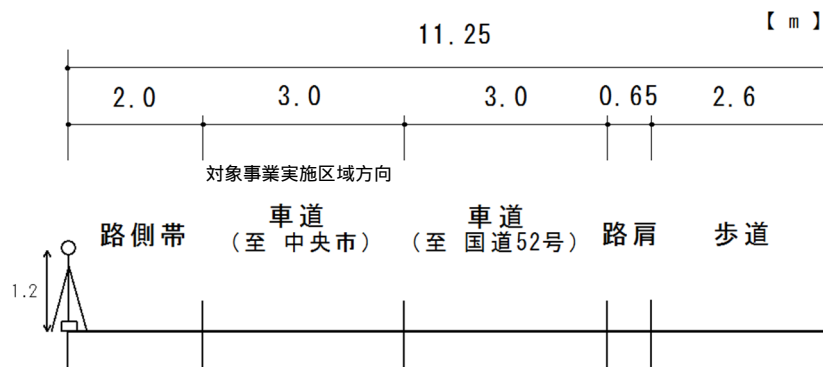 【 m 】
11.25
2.0 3.0 3.0 0.65 2.6
対象事業実施区域方向
路側帯 車道 車道 路肩 歩道
(至 中央市) (至 国道52号)
1.2